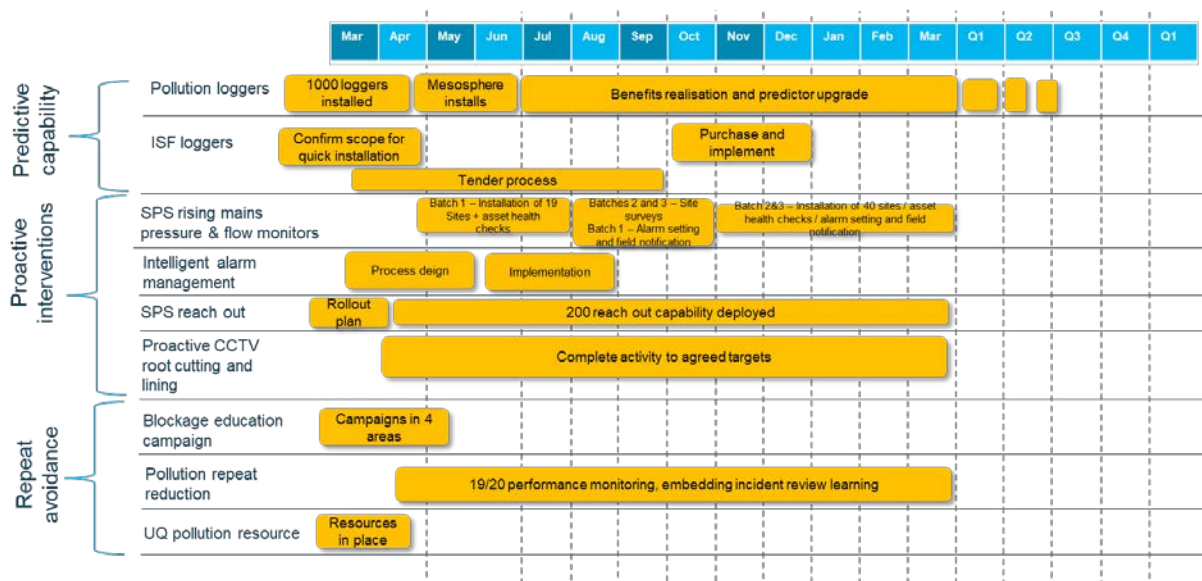 Mar Apr May Jun Jul Aug Sep Oct Nov Dec Jan Feb Mar Q1 Q2 Q3 Q4 Q1
Predictive
capability
Pollution loggers
1000 loggers
installed
Mesosphere
installs
Benefits realisation and predictor upgrade
ISF loggers
Confirm scope for
quick installation
Purchase and
implement
Tender process
Proactive
interventions
SPS rising mains
pressure & flow monitors
Batch 1 – Installation of 19
Sites + asset health
checks
Batches 2 and 3 – Site
surveys
Batch 1 – Alarm setting
and field notification
Batch 2&3 – Installation of 40 sites / asset
health checks / alarm setting and field
notification
Intelligent alarm
management
Process deign
Implementation
SPS reach out
Rollout
plan
200 reach out capability deployed
Proactive CCTV
root cutting and
lining
Complete activity to agreed targets
Repeat
avoidance
Blockage education
campaign
Campaigns in 4
areas
Pollution repeat
reduction
19/20 performance monitoring, embedding incident review learning
UQ pollution resource
Resources
in place